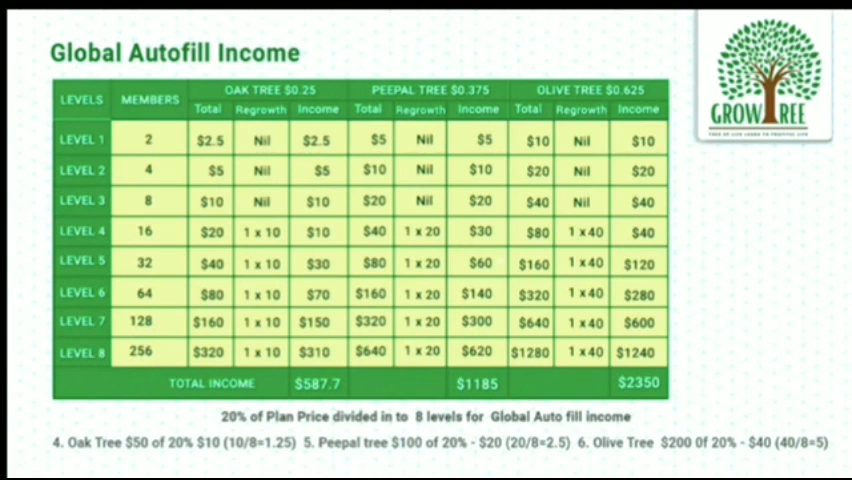 Global Autofill Income
GROWTREE
LEVELS MEMBERS OAK TREE $0.25 PEEPAL TREE $0.375 OLIVE TREE $0.625
Total Regrowth Income Total Regrowth Income Total Regrowth Income
LEVEL 1 2 $2.5 Nil $2.5 $5 Nil $5 $10 Nil $10
LEVEL 2 4 $5 Nil $5 $10 Nil $10 $20 Nil $20
LEVEL 3 8 $10 Nil $10 $20 Nil $20 $40 Nil $40
LEVEL 4 16 $20 1 x 10 $10 $40 1 x 20 $30 $80 1 x 40 $40
LEVEL 5 32 $40 1 x 10 $30 $80 1 x 20 $60 $160 1 x 40 $120
LEVEL 6 64 $80 1 x 10 $70 $160 1 x 20 $140 $320 1 x 40 $280
LEVEL 7 128 $160 1 x 10 $150 $320 1 x 20 $300 $640 1 x 40 $600
LEVEL 8 256 $320 1 x 10 $310 $640 1 x 20 $620 $1280 1 x 40 $1240
TOTAL INCOME $587.7 $1185 $2350
20% of Plan Price divided in to 8 levels for Global Auto fill income
4. Oak Tree $50 of 20% $10 (10/8=1.25) 5. Peepal tree $100 of 20% - $20 (20/8=2.5) 6. Olive Tree $200 0f 20% - $40 (40/8=5)